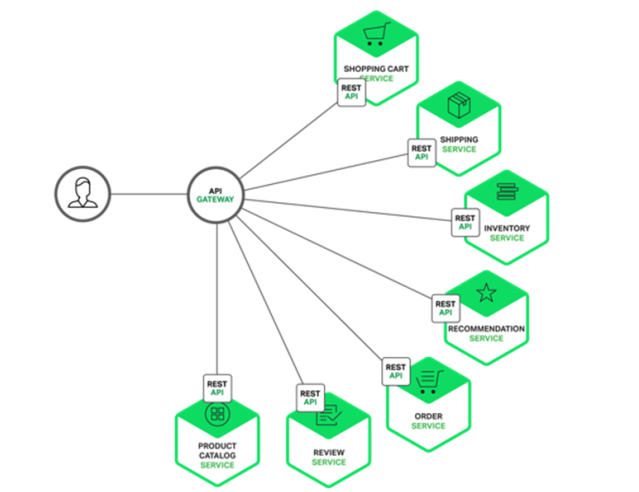 SHOPPING CART
SERVICE
REST
API
SHIPPING
SERVICE
REST
API
API
GATEWAY
INVENTORY
SERVICE
REST
API
RECOMMENDATION
SERVICE
REST
API
ORDER
SERVICE
REST
API
REVIEW
SERVICE
REST
API
PRODUCT
CATALOG
SERVICE
REST
API